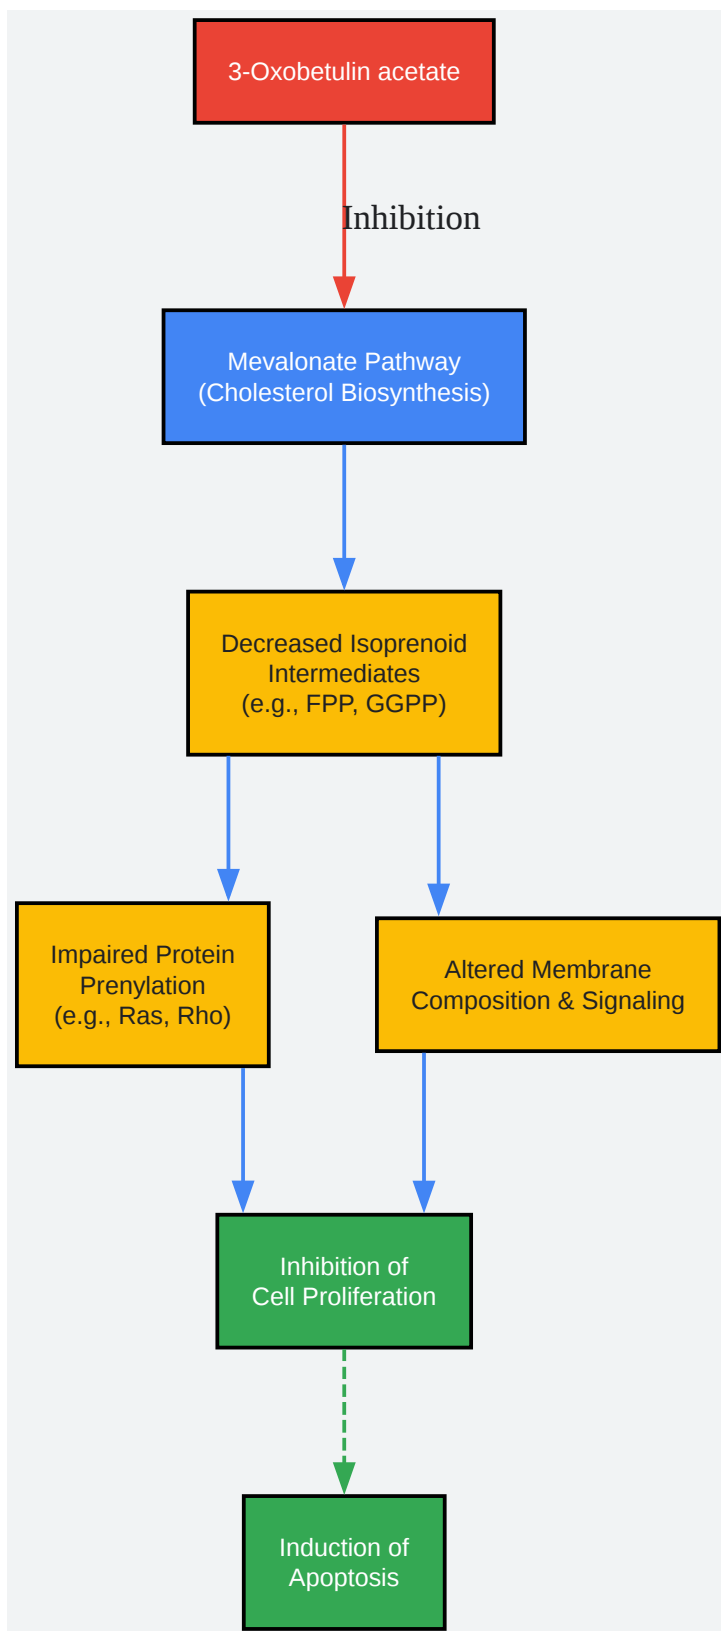 3-Oxobetulin acetate
Inhibition
Mevalonate Pathway
(Cholesterol Biosynthesis)
Decreased Isoprenoid
Intermediates
(e.g., FPP, GGPP)
Impaired Protein
Prenylation
(e.g., Ras, Rho)
Altered Membrane
Composition & Signaling
Inhibition of
Cell Proliferation
Induction of
Apoptosis